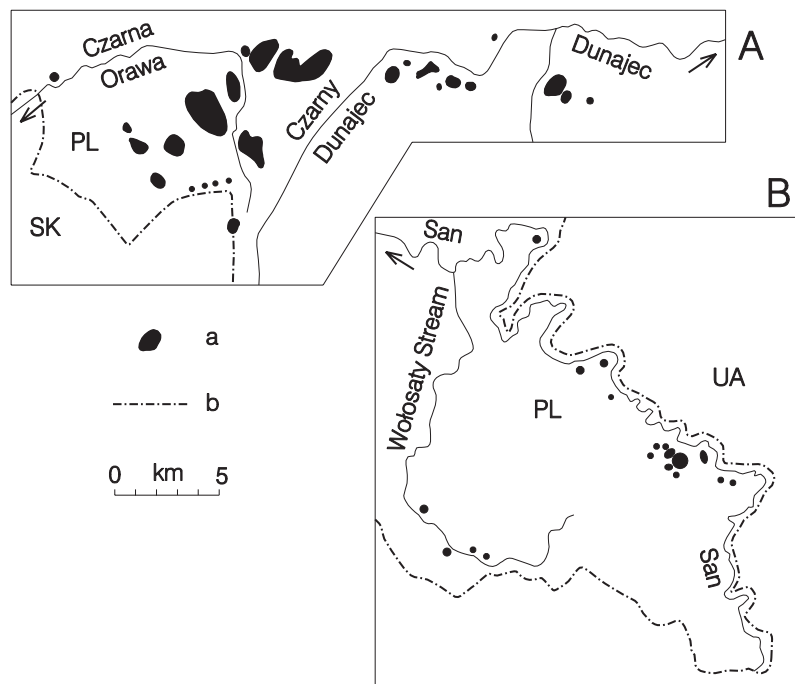 A
Czarna
Orawa
Czarny
Dunajec
Dunajec
PL
SK
B
San
Wołosaty Stream
UA
PL
San
a
b
0 km 5